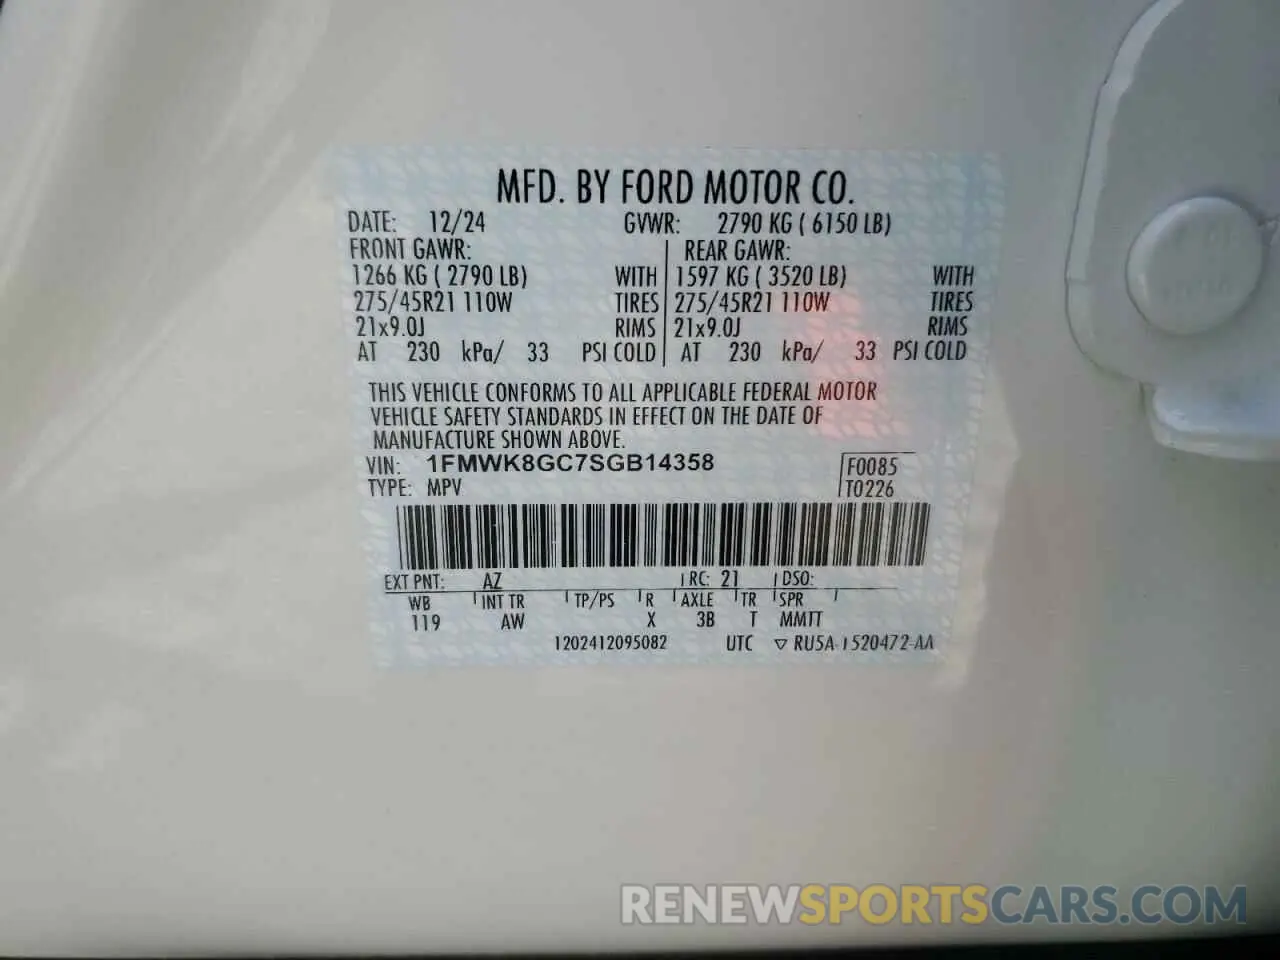 MFD. BY FORD MOTOR CO.
DATE: 12/24 GVWR: 2790 KG ( 6150 LB)
FRONT GAWR: REAR GAWR:
1266 KG ( 2790 LB) WITH 1597 KG ( 3520 LB) WITH
275/45R21 110W TIRES 275/45R21 110W TIRES
21x9.0J RIMS 21x9.0J RIMS
AT 230 kPa/ 33 PSI COLD AT 230 kPa/ 33 PSI COLD
THIS VEHICLE CONFORMS TO ALL APPLICABLE FEDERAL MOTOR
VEHICLE SAFETY STANDARDS IN EFFECT ON THE DATE OF
MANUFACTURE SHOWN ABOVE.
VIN: 1FMWK8GC7SGB14358 F0085
TYPE: MPV T0226
EXT PNT: AZ RC: 21 DSO:
WB INT TR TP/PS R AXLE TR SPR
119 AW X 3B T MMTT
1202412095082 UTC ▽ RU5A-1520472-AA
RENEWSPORTSCARS.COM